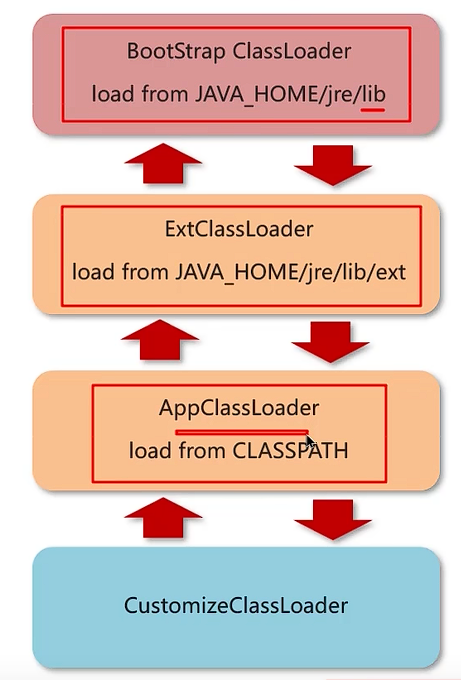 BootStrap ClassLoader
load from JAVA_HOME/jre/lib
ExtClassLoader
load from JAVA_HOME/jre/lib/ext
AppClassLoader
load from CLASSPATH
CustomizeClassLoader